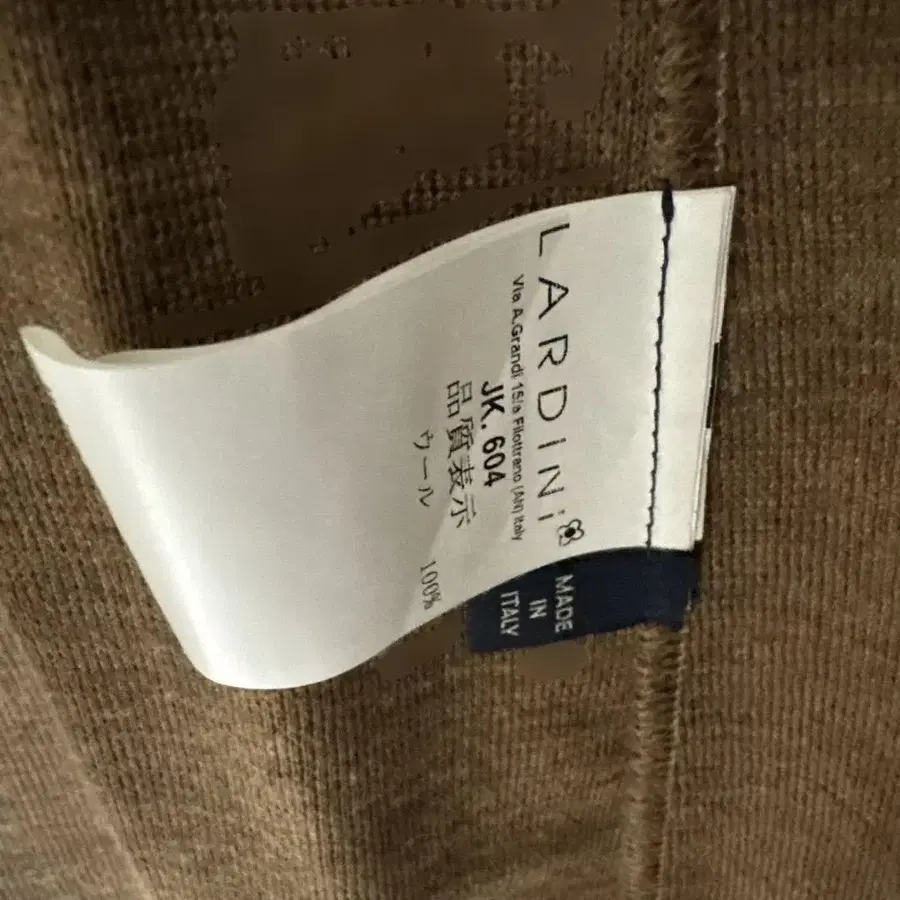 LARDINI
Via A.Grandi 15/a Filottrano (AN) Italy
JK. 604
品質表示
ウール 100%
MADE
IN
ITALY